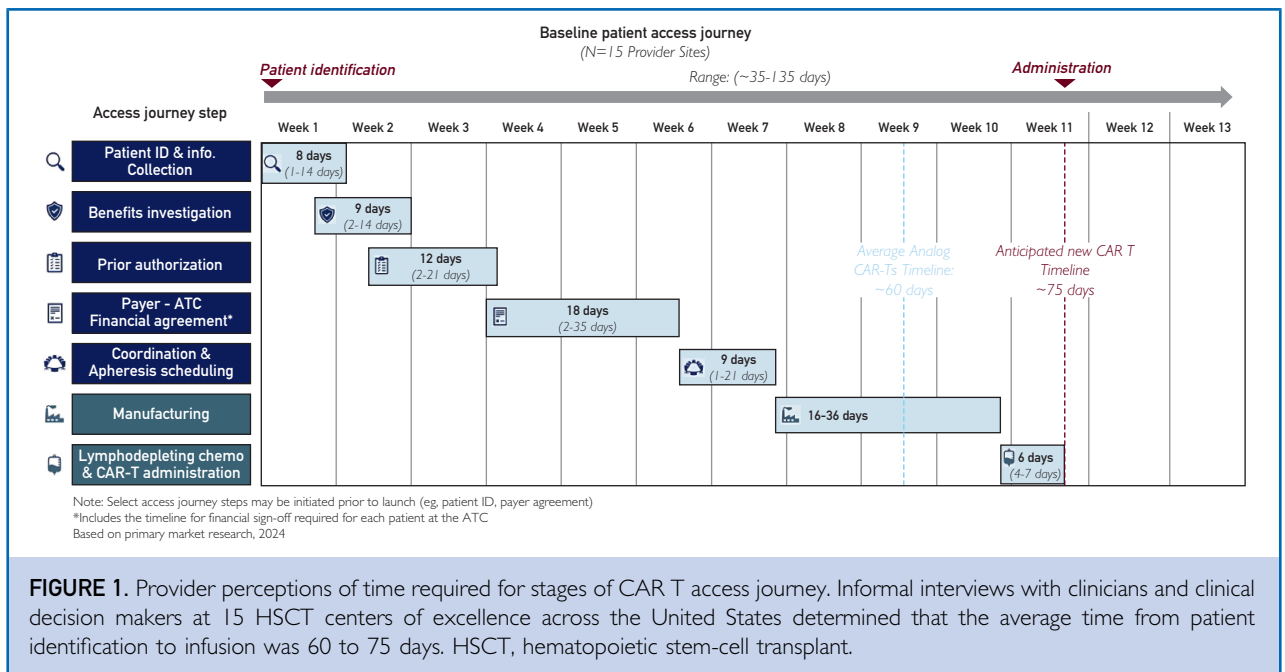 Baseline patient access journey
(N=15 Provider Sites)
Patient identification
Range: (~35-135 days)
Administration
Access journey step
Week 1
Week 2
Week 3
Week 4
Week 5
Week 6
Week 7
Week 8
Week 9
Week 10
Week 11
Week 12
Week 13
Patient ID & info.
Collection
8 days
(1-14 days)
Benefits investigation
9 days
(2-14 days)
Prior authorization
12 days
(2-21 days)
Average Analog
CAR-Ts Timeline:
~60 days
Anticipated new CAR T
Timeline
~75 days
Payer - ATC
Financial agreement*
18 days
(2-35 days)
Coordination &
Apheresis scheduling
9 days
(1-21 days)
Manufacturing
16-36 days
Lymphodepleting chemo
& CAR-T administration
6 days
(4-7 days)
Note: Select access journey steps may be initiated prior to launch (eg, patient ID, payer agreement)
*Includes the timeline for financial sign-off required for each patient at the ATC
Based on primary market research, 2024
FIGURE 1. Provider perceptions of time required for stages of CAR T access journey. Informal interviews with clinicians and clinical
decision makers at 15 HSCT centers of excellence across the United States determined that the average time from patient
identification to infusion was 60 to 75 days. HSCT, hematopoietic stem-cell transplant.